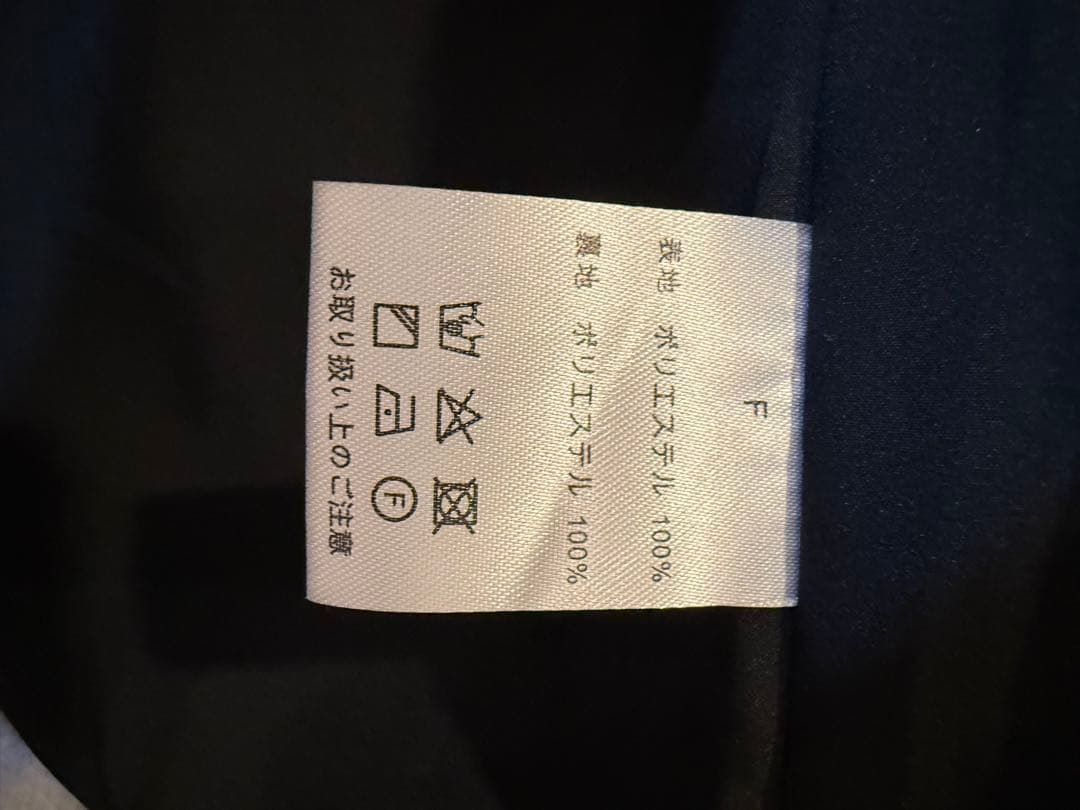 F
表地 ポリエステル 100%
裏地 ポリエステル 100%
F
お取り扱い上のご注意